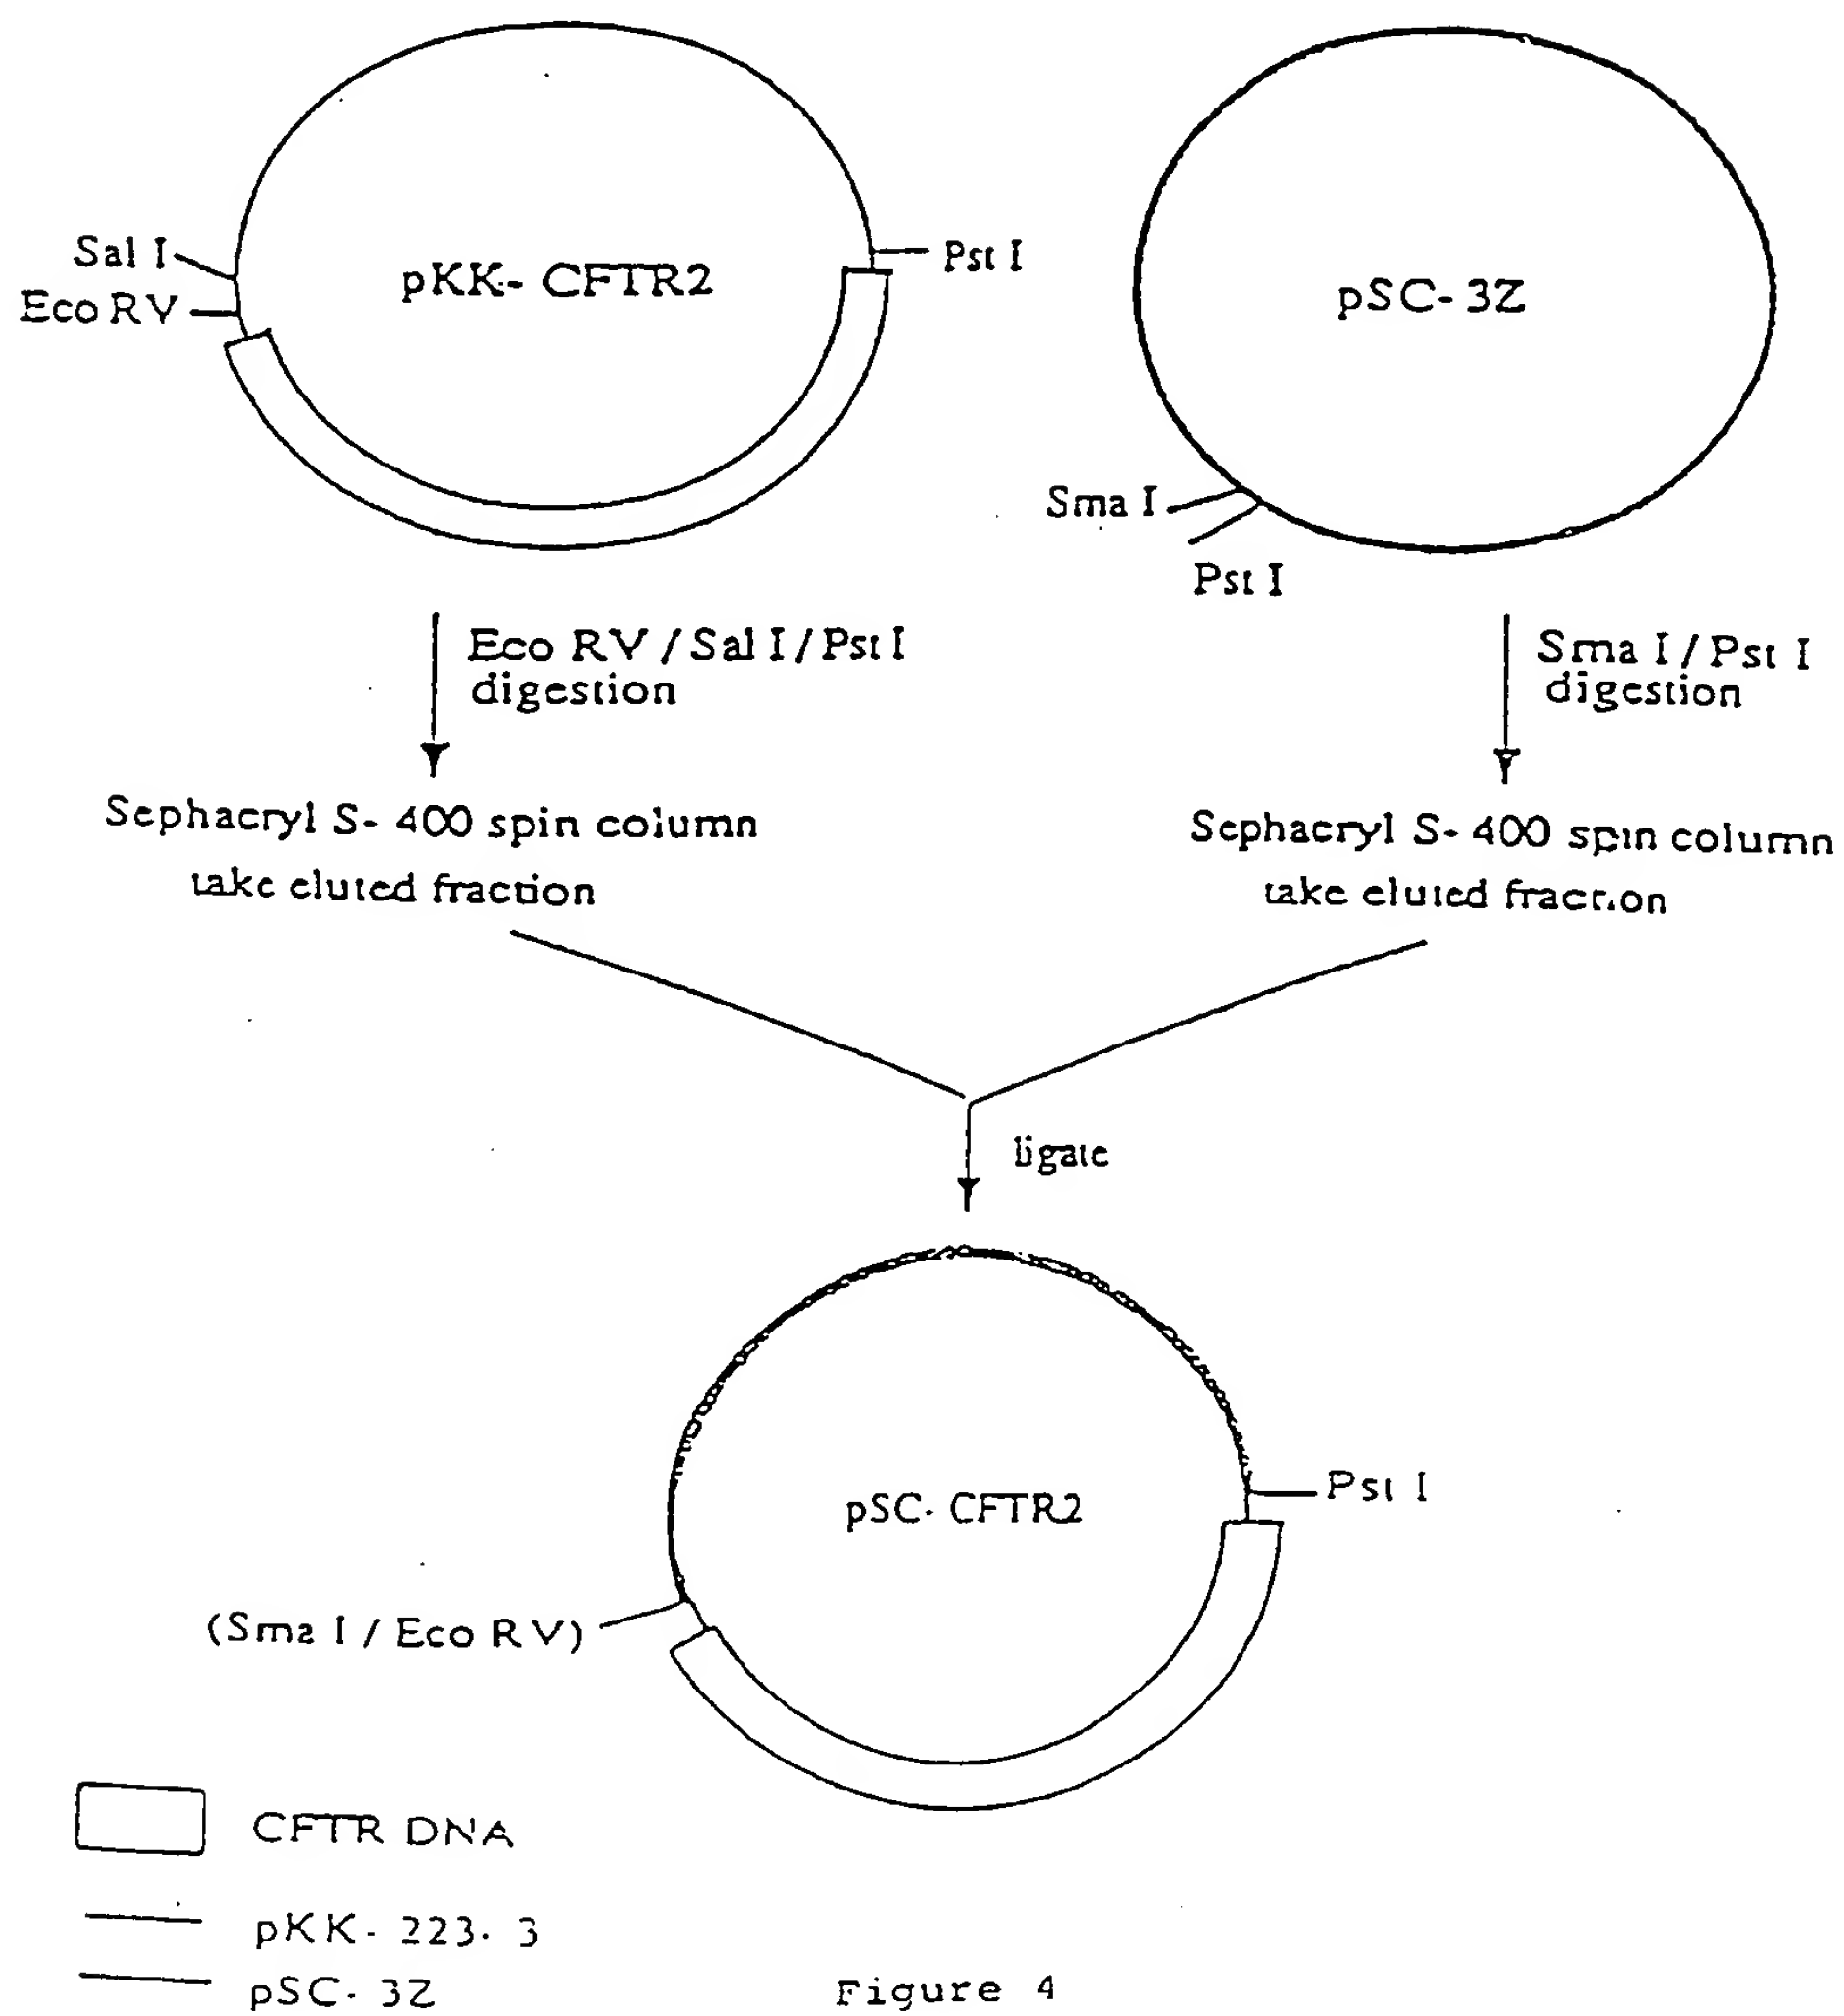 Sal I
Eco RV
pKK- CFTR2
Pst I
pSC- 3Z
Sma I
Pst I
Eco RV / Sal I / Pst I
digestion
Sma I / Pst I
digestion
Sephacryl S- 400 spin column
take eluted fraction
Sephacryl S- 400 spin column
take eluted fraction
ligate
pSC- CFTR2
Pst I
(Sma I / Eco RV)
CFTR DNA
pKK- 223. 3
pSC- 3Z
Figure 4